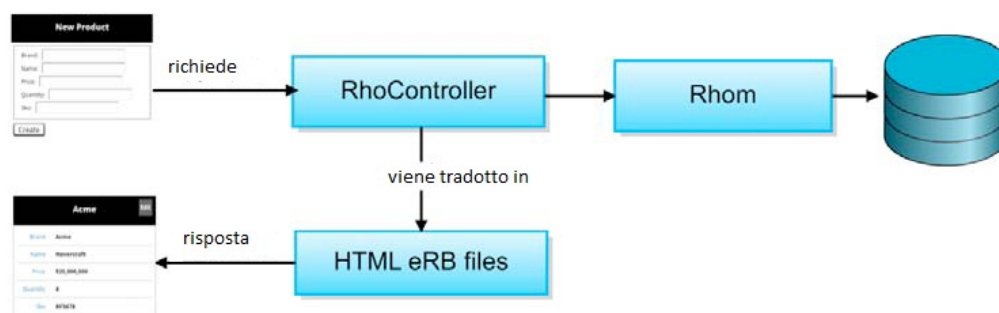 New Product
Brand:
Name:
Price:
Quantity:
Sku:
Create
richiede
RhoController
Rhom
viene tradotto in
Acme
Edit
Brand Acme
Name Hovercraft
Price
Quantity
Sku
risposta
HTML eRB files